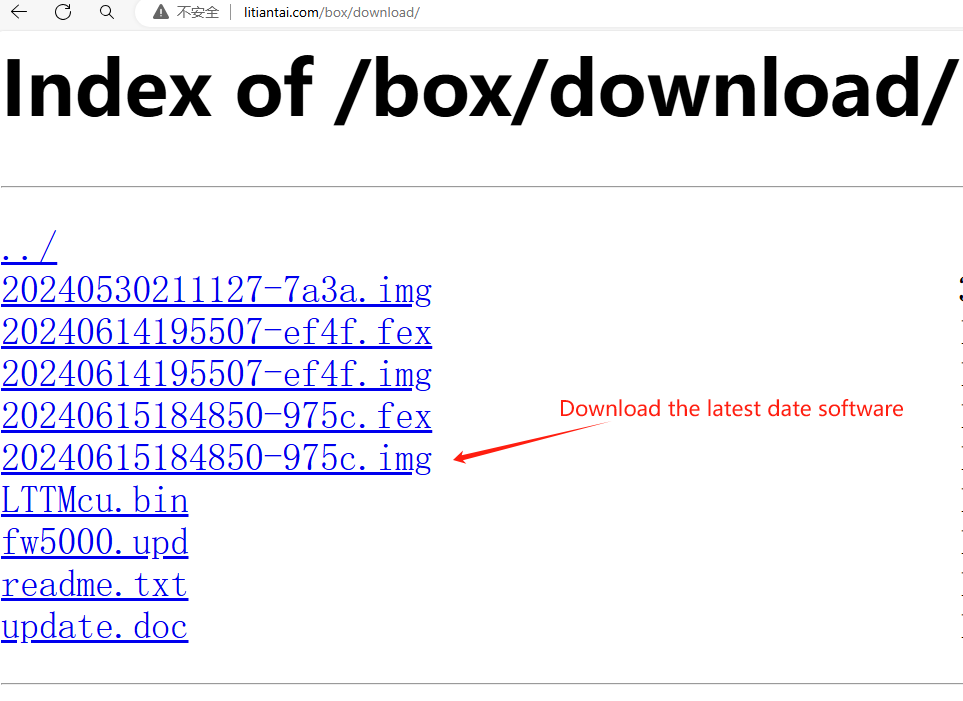 不安全 litiantai.com/box/download/
Index of /box/download/
../
20240530211127-7a3a.img
20240614195507-ef4f.fex
20240614195507-ef4f.img
20240615184850-975c.fex
Download the latest date software
20240615184850-975c.img
LTTMcu.bin
fw5000.upd
readme.txt
update.doc